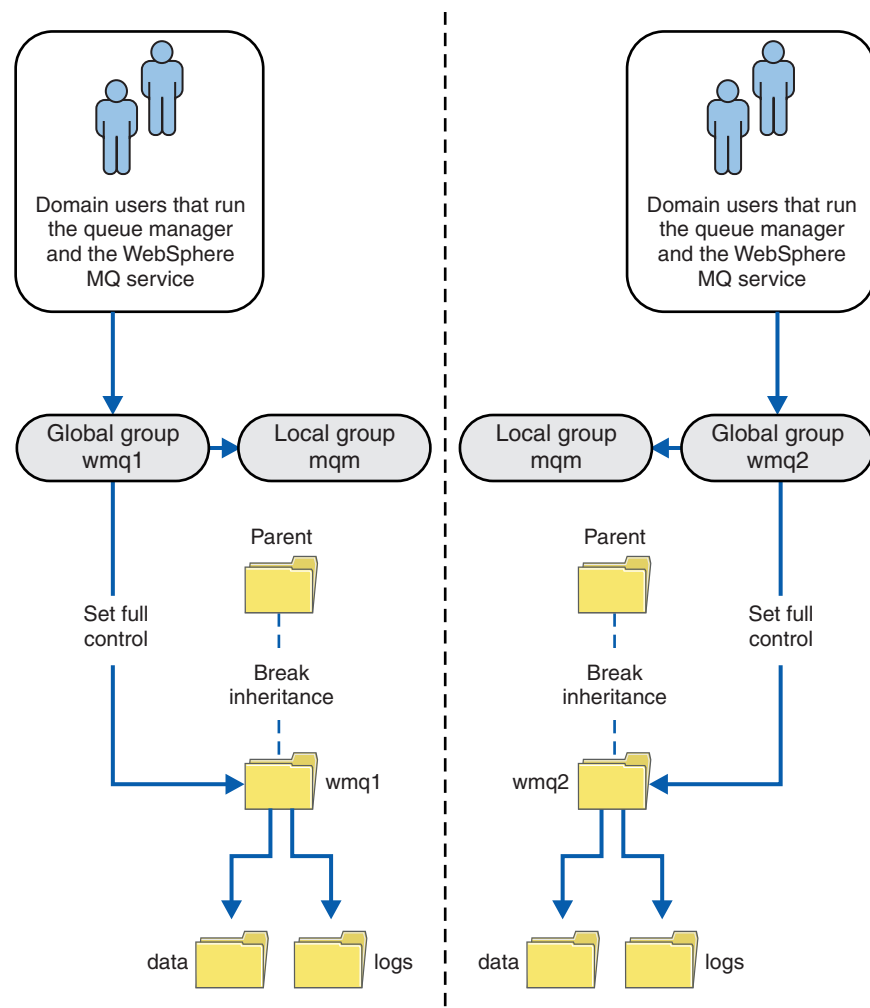 Domain users that run
the queue manager
and the WebSphere
MQ service
Global group
wmq1
Local group
mqm
Parent
Set full
control
Break
inheritance
wmq1
data
logs
Domain users that run
the queue manager
and the WebSphere
MQ service
Local group
mqm
Global group
wmq2
Parent
Set full
control
Break
inheritance
wmq2
data
logs